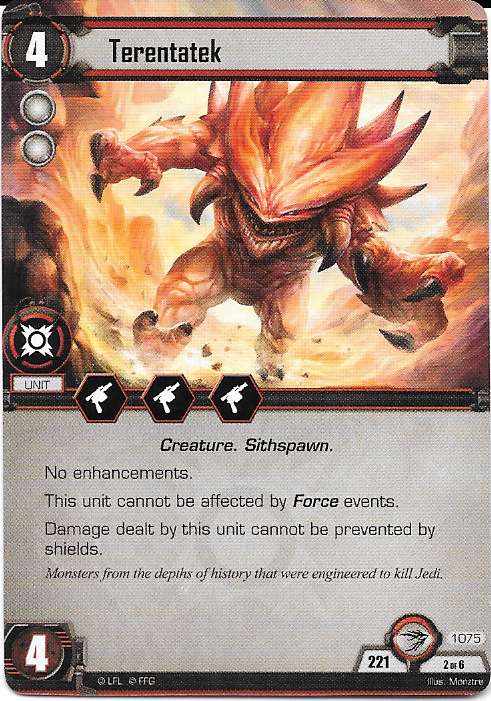 4
Terentatek
UNIT
Creature. Sithspawn.
No enhancements.
This unit cannot be affected by Force events.
Damage dealt by this unit cannot be prevented by
shields.
Monsters from the depths of history that were engineered to kill Jedi.
4
1075
221
2 OF 6
© LFL © FFG
Illus. Monztre